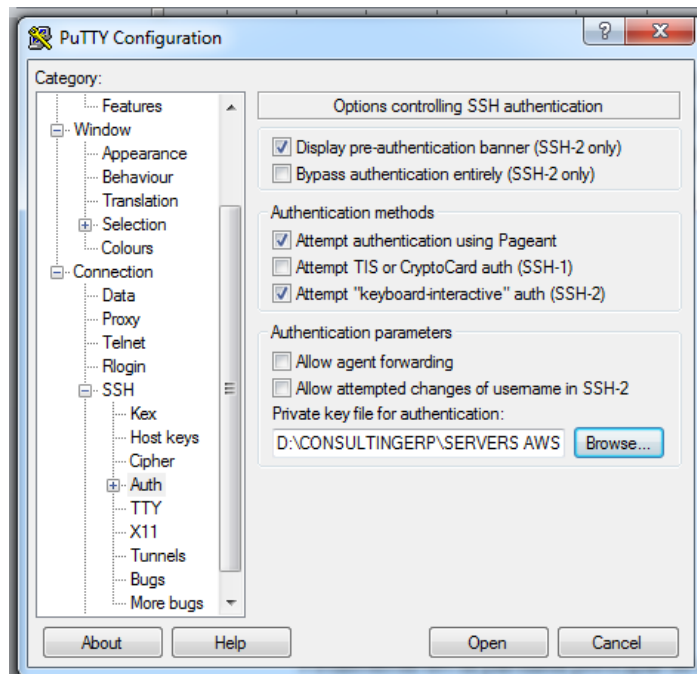 PuTTY Configuration
Category:
Features
Window
Appearance
Behaviour
Translation
Selection
Colours
Connection
Data
Proxy
Telnet
Rlogin
SSH
Kex
Host keys
Cipher
Auth
TTY
X11
Tunnels
Bugs
More bugs
Options controlling SSH authentication
Display pre-authentication banner (SSH-2 only)
Bypass authentication entirely (SSH-2 only)
Authentication methods
Attempt authentication using Pageant
Attempt TIS or CryptoCard auth (SSH-1)
Attempt "keyboard-interactive" auth (SSH-2)
Authentication parameters
Allow agent forwarding
Allow attempted changes of username in SSH-2
Private key file for authentication:
D:\CONSULTINGERP\SERVERS AWS
Browse...
About
Help
Open
Cancel